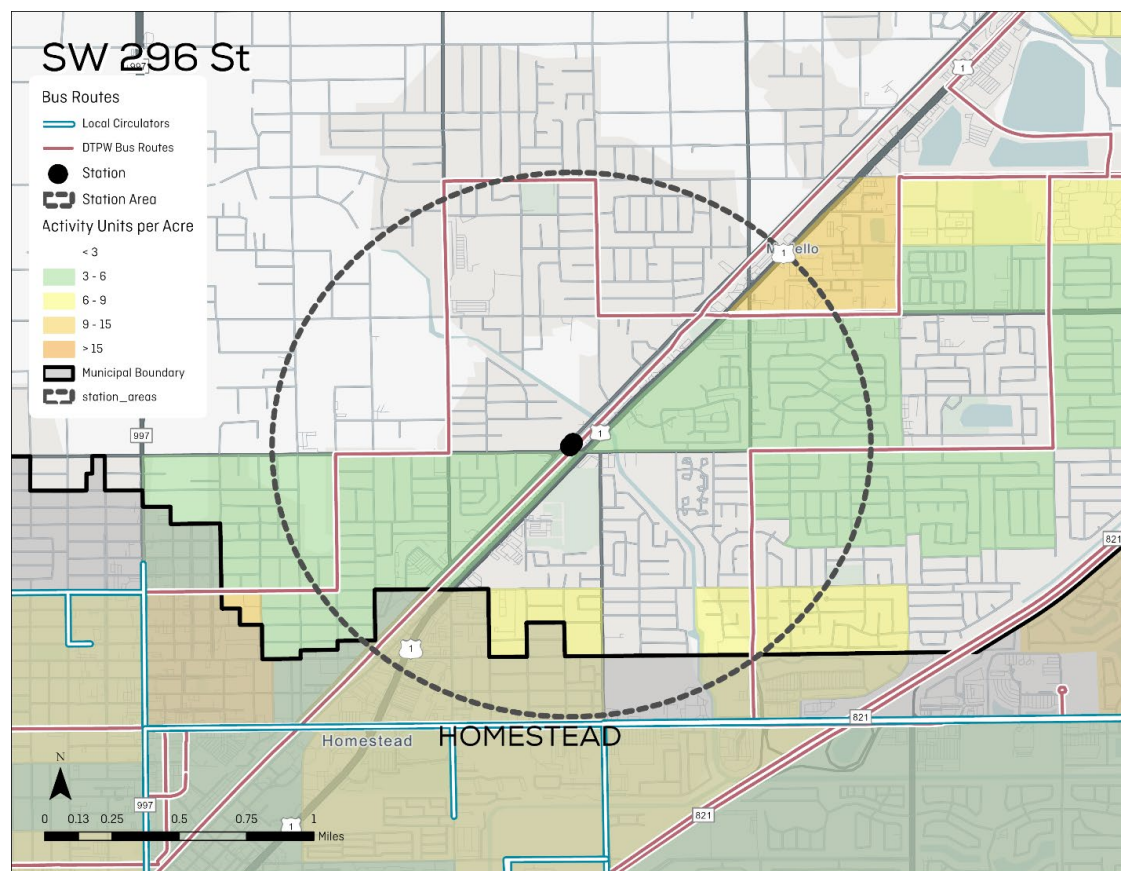 SW 296 St
997
Bus Routes
Local Circulators
DTPW Bus Routes
Station
Station Area
Activity Units per Acre
< 3
3 - 6
6 - 9
9 - 15
> 15
Municipal Boundary
station_areas
1
1
1
997
821
1
821
HOMESTEAD
Homestead
N
997
821
0 0.13 0.25 0.5 0.75 1
Miles
1